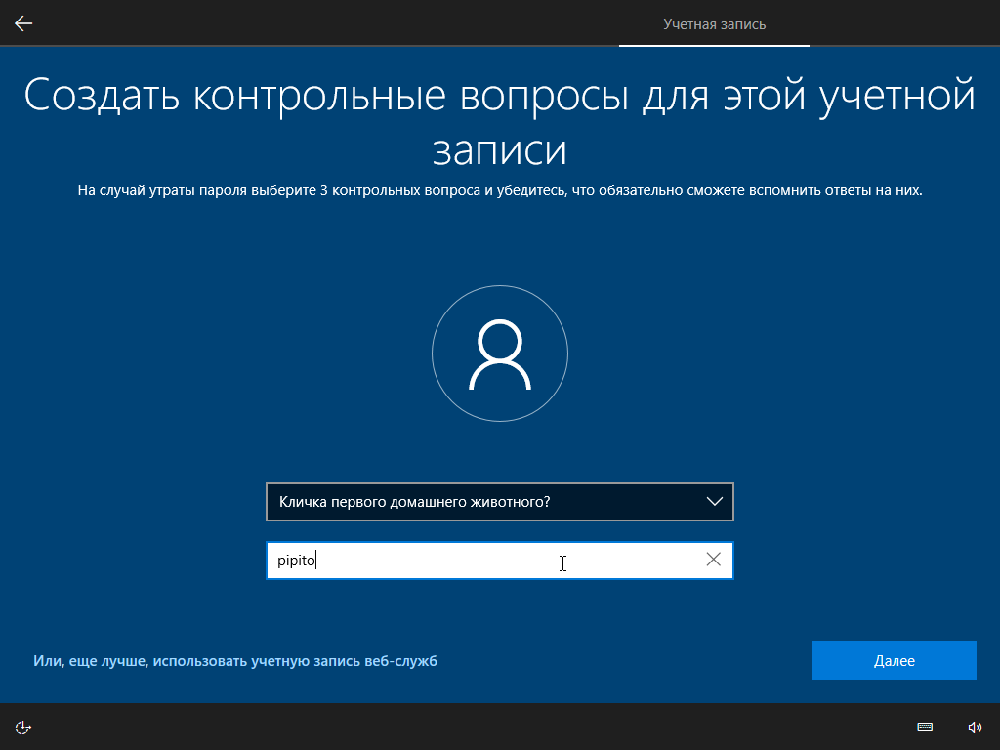 Учетная запись
Создать контрольные вопросы для этой учетной
записи
На случай утраты пароля выберите 3 контрольных вопроса и убедитесь, что обязательно сможете вспомнить ответы на них.
Кличка первого домашнего животного?
pipito
Или, еще лучше, использовать учетную запись веб-служб
Далее